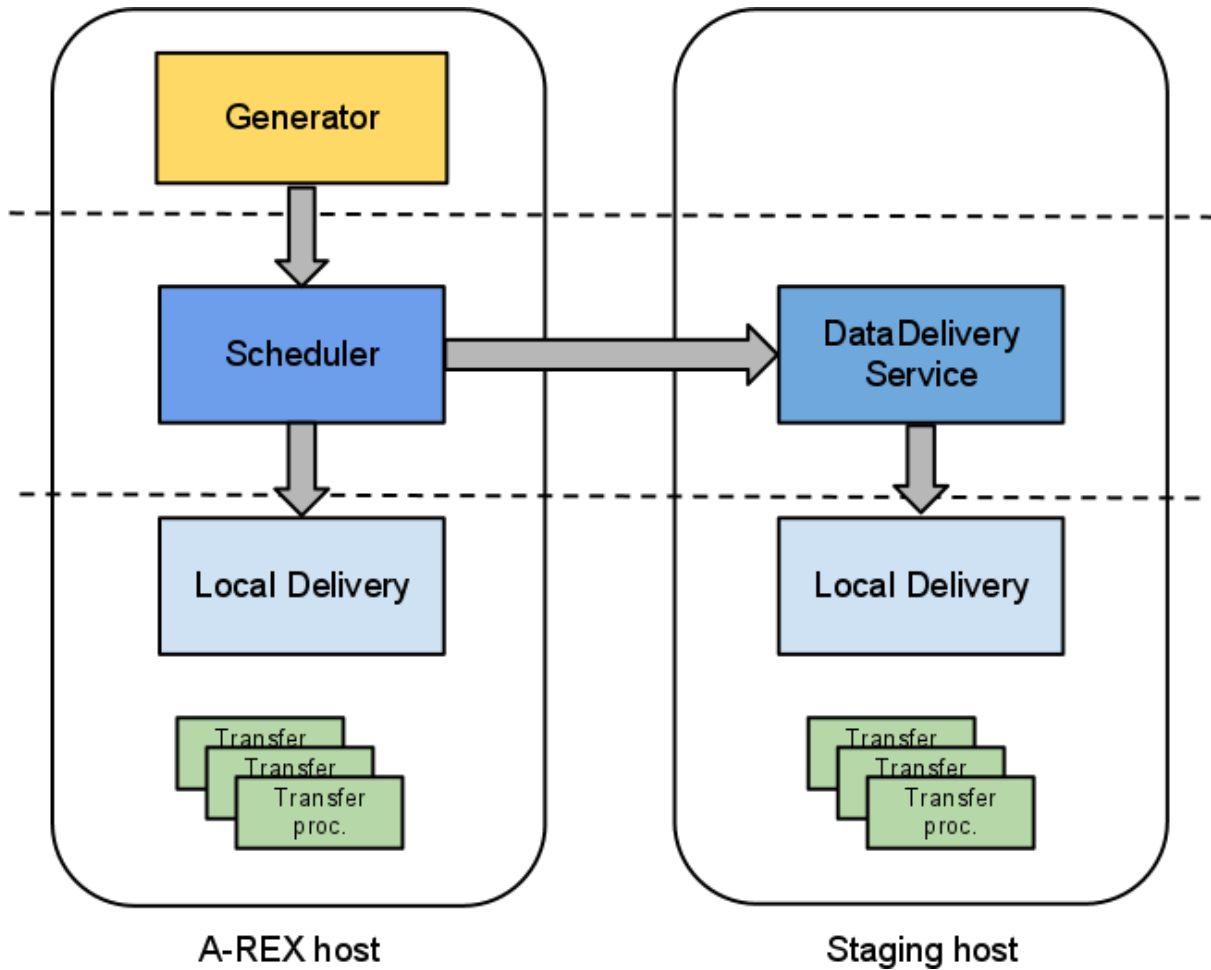 Generator
Scheduler
DataDelivery
Service
Local Delivery
Local Delivery
Transfer
Transfer
Transfer
proc.
Transfer
Transfer
Transfer
proc.
A-REX host
Staging host